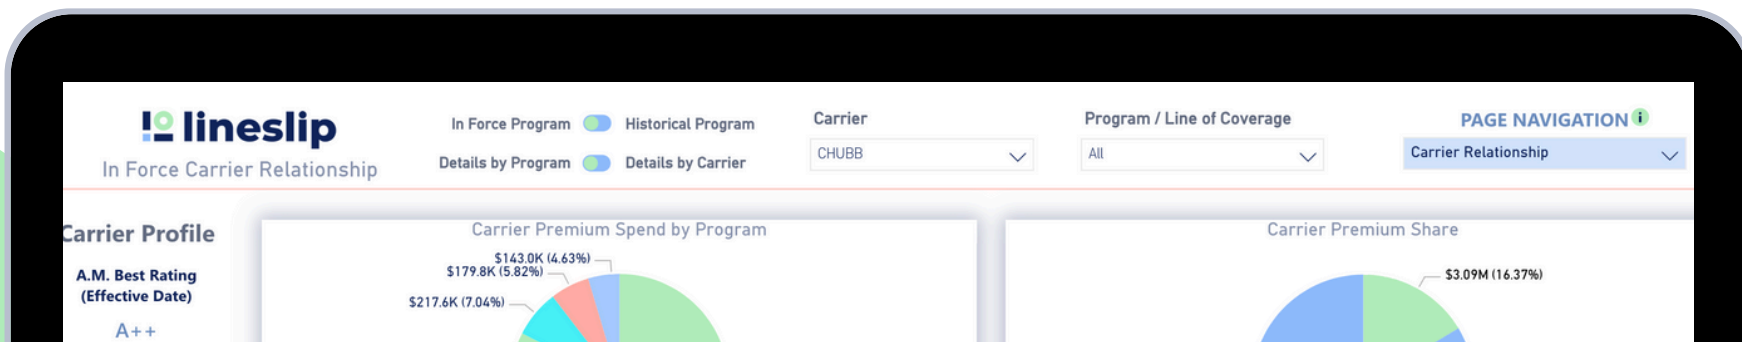 lineslip
In Force Carrier Relationship
In Force Program
Historical Program
Details by Program
Details by Carrier
Carrier
CHUBB
Program / Line of Coverage
All
PAGE NAVIGATION i
Carrier Relationship
Carrier Profile
A.M. Best Rating
(Effective Date)
A++
Carrier Premium Spend by Program
$143.0K (4.63%)
$179.8K (5.82%)
$217.6K (7.04%)
Carrier Premium Share
$3.09M (16.37%)